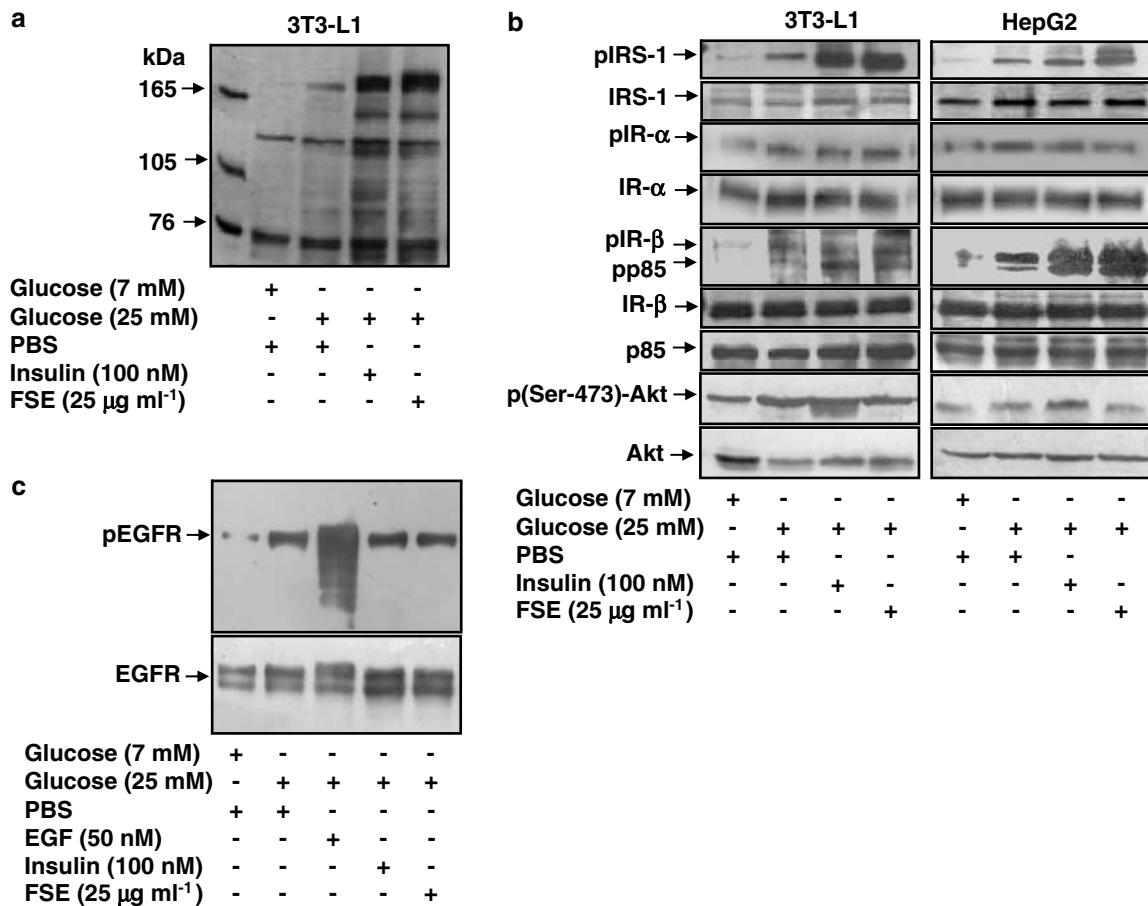 a
3T3-L1
kDa
165
105
76
Glucose (7 mM) + - - -
Glucose (25 mM) - + + +
PBS + + - -
Insulin (100 nM) - - + -
FSE (25 µg ml⁻¹) - - - +
b
3T3-L1 HepG2
pIRS-1
IRS-1
pIR-α
IR-α
pIR-β
pp85
IR-β
p85
p(Ser-473)-Akt
Akt
Glucose (7 mM) + - - - + - - -
Glucose (25 mM) - + + + - + + +
PBS + + - - + + -
Insulin (100 nM) - - + - - - + -
FSE (25 µg ml⁻¹) - - - + - - - +
c
pEGFR
EGFR
Glucose (7 mM) + - - - -
Glucose (25 mM) - + + + +
PBS + + - - -
EGF (50 nM) - - + - -
Insulin (100 nM) - - - + -
FSE (25 µg ml⁻¹) - - - - +